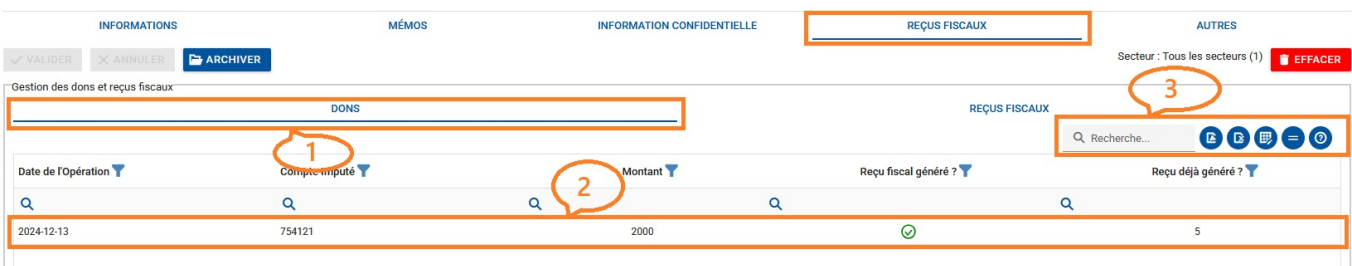 INFORMATIONS MÉMOS INFORMATION CONFIDENTIELLE REÇUS FISCAUX AUTRES
VALIDER ANNULER ARCHIVER Secteur : Tous les secteurs (1) EFFACER
Gestion des dons et reçus fiscaux
3
DONS REÇUS FISCAUX
Recherche...
1
Date de l'Opération Compte Imputé Montant Reçu fiscal généré ? Reçu déjà généré ?
2
2024-12-13 754121 2000 5